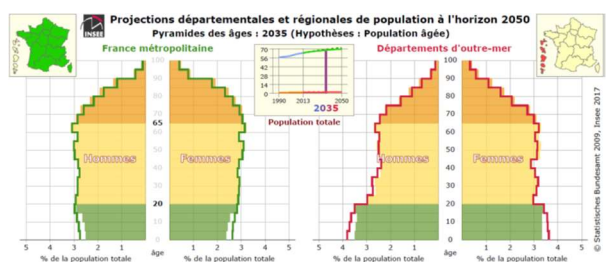 Projections départementales et régionales de population à l'horizon 2050
INSEE
Pyramides des âges : 2035 (Hypothèses : Population âgée)
France métropolitaine
Départements d'outre-mer
70
56
42
28
14
0
1990 2013 2050
2035
Population totale
100
90
80
65
60
50
40
30
20
10
0
100
90
80
70
60
50
40
30
20
10
0
Hommes
Femmes
Hommes
Femmes
5 4 3 2 1
1 2 3 4 5
5 4 3 2 1
1 2 3 4 5
% de la population totale
âge
% de la population totale
% de la population totale
âge
% de la population totale
© Statistisches Bundesamt 2009, Insee 2017